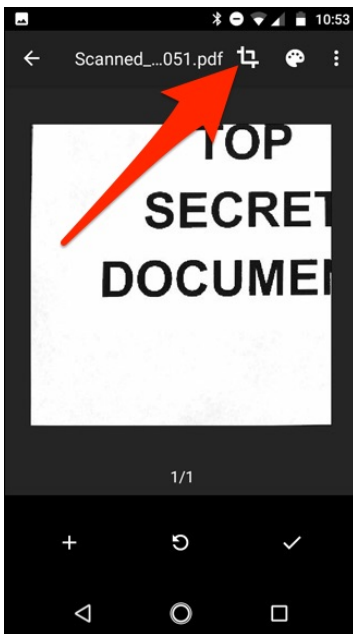 10:53
Scanned_...051.pdf
TOP
SECRET
DOCUMEN
1/1